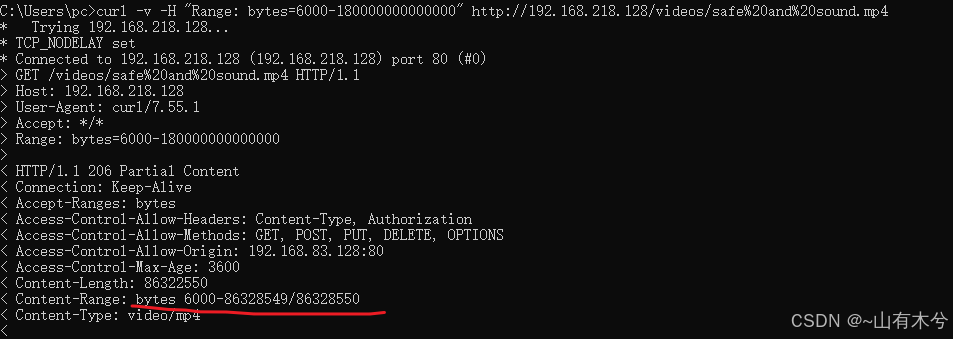 C:\Users\pc>curl -v -H "Range: bytes=6000-180000000000000" http://192.168.218.128/videos/safe%20and%20sound.mp4
*   Trying 192.168.218.128...
* TCP_NODELAY set
* Connected to 192.168.218.128 (192.168.218.128) port 80 (#0)
> GET /videos/safe%20and%20sound.mp4 HTTP/1.1
> Host: 192.168.218.128
> User-Agent: curl/7.55.1
> Accept: */*
> Range: bytes=6000-180000000000000
>
< HTTP/1.1 206 Partial Content
< Connection: Keep-Alive
< Accept-Ranges: bytes
< Access-Control-Allow-Headers: Content-Type, Authorization
< Access-Control-Allow-Methods: GET, POST, PUT, DELETE, OPTIONS
< Access-Control-Allow-Origin: 192.168.83.128:80
< Access-Control-Max-Age: 3600
< Content-Length: 86322550
< Content-Range: bytes 6000-86328549/86328550
< Content-Type: video/mp4
<
CSDN @~山有木兮